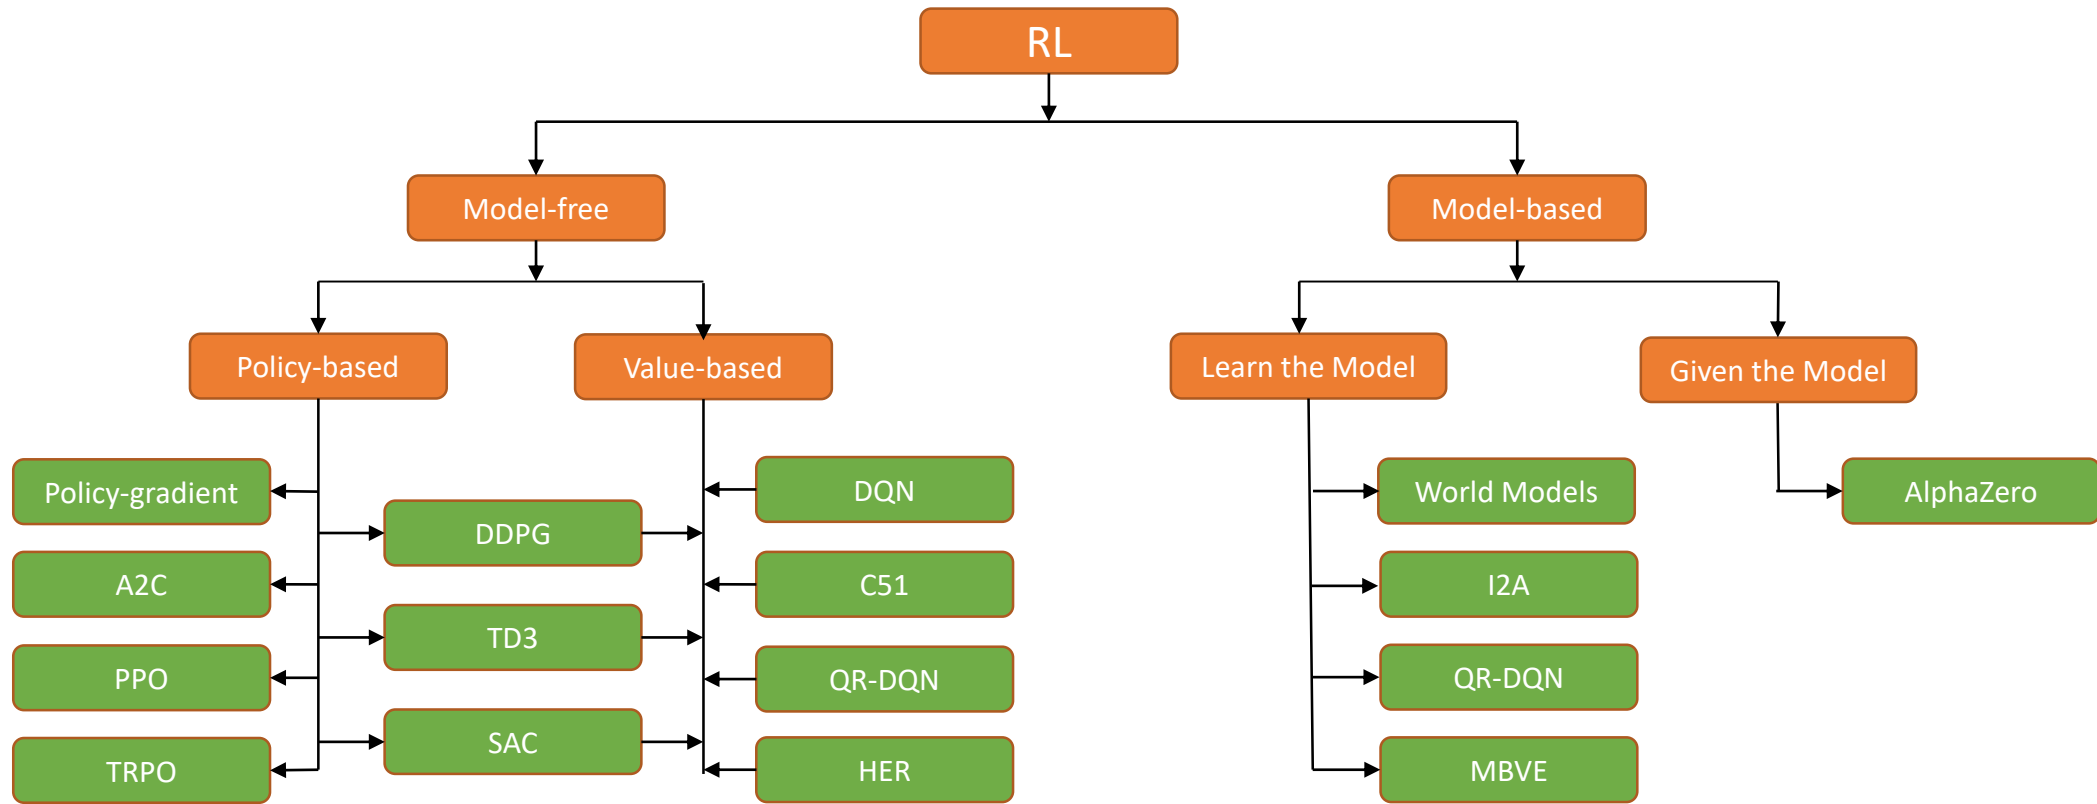 RL
Model-free
Model-based
Policy-based
Value-based
Learn the Model
Given the Model
Policy-gradient
DDPG
DQN
World Models
AlphaZero
A2C
TD3
C51
I2A
PPO
SAC
QR-DQN
QR-DQN
TRPO
HER
MBVE